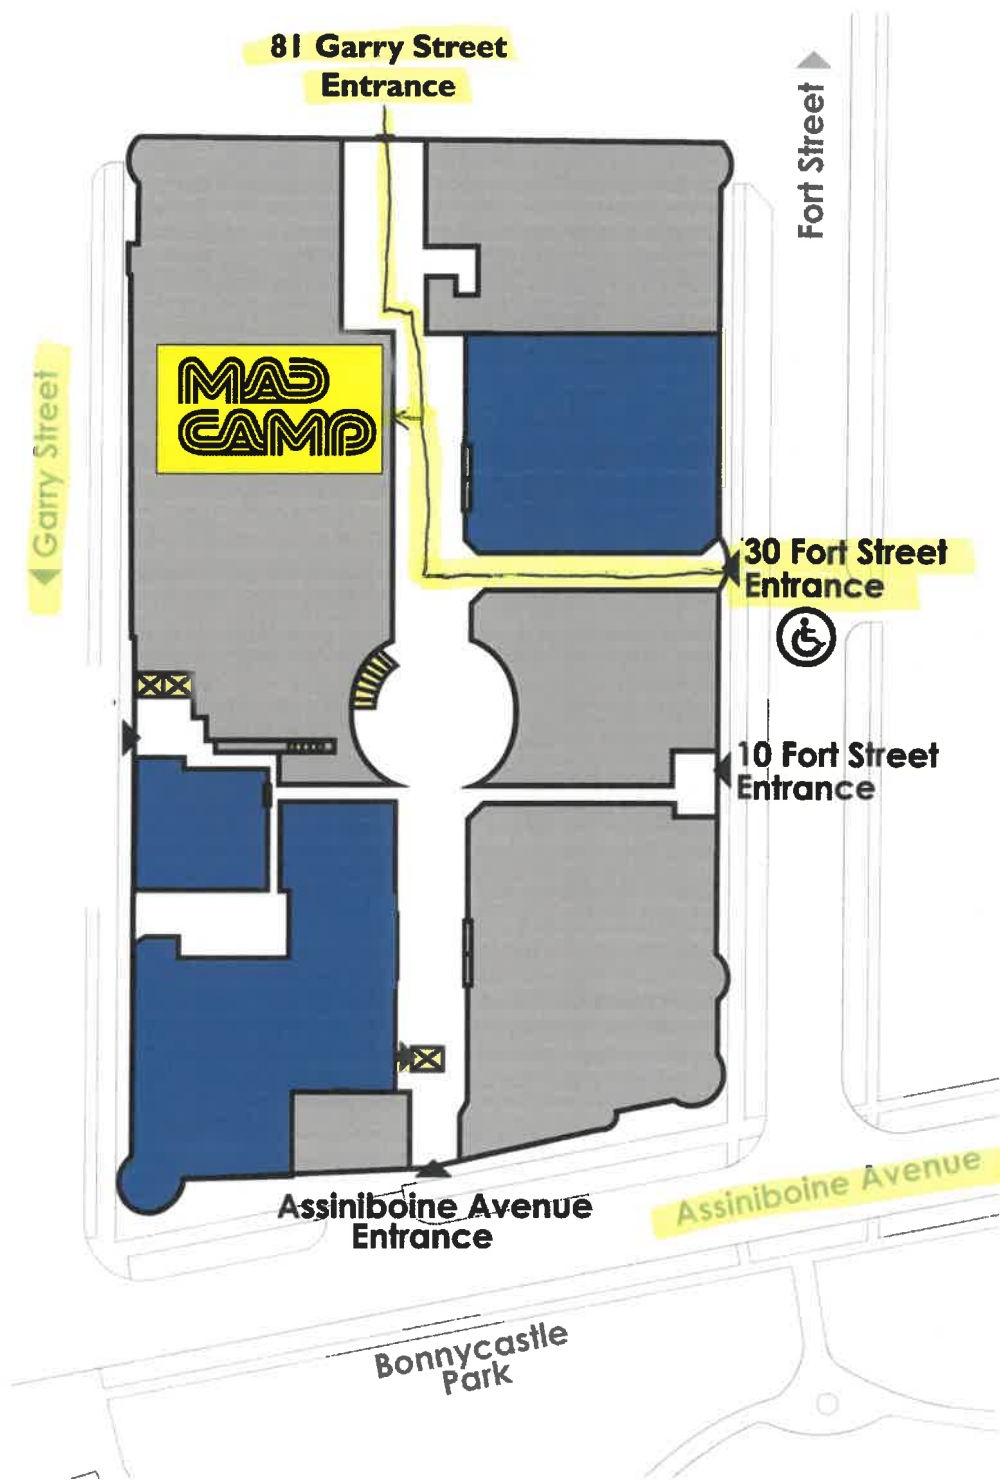 81 Garry Street
Entrance
Fort Street
MAD
CAMP
Garry Street
30 Fort Street
Entrance
10 Fort Street
Entrance
Assiniboine Avenue
Entrance
Assiniboine Avenue
Bonnycastle
Park